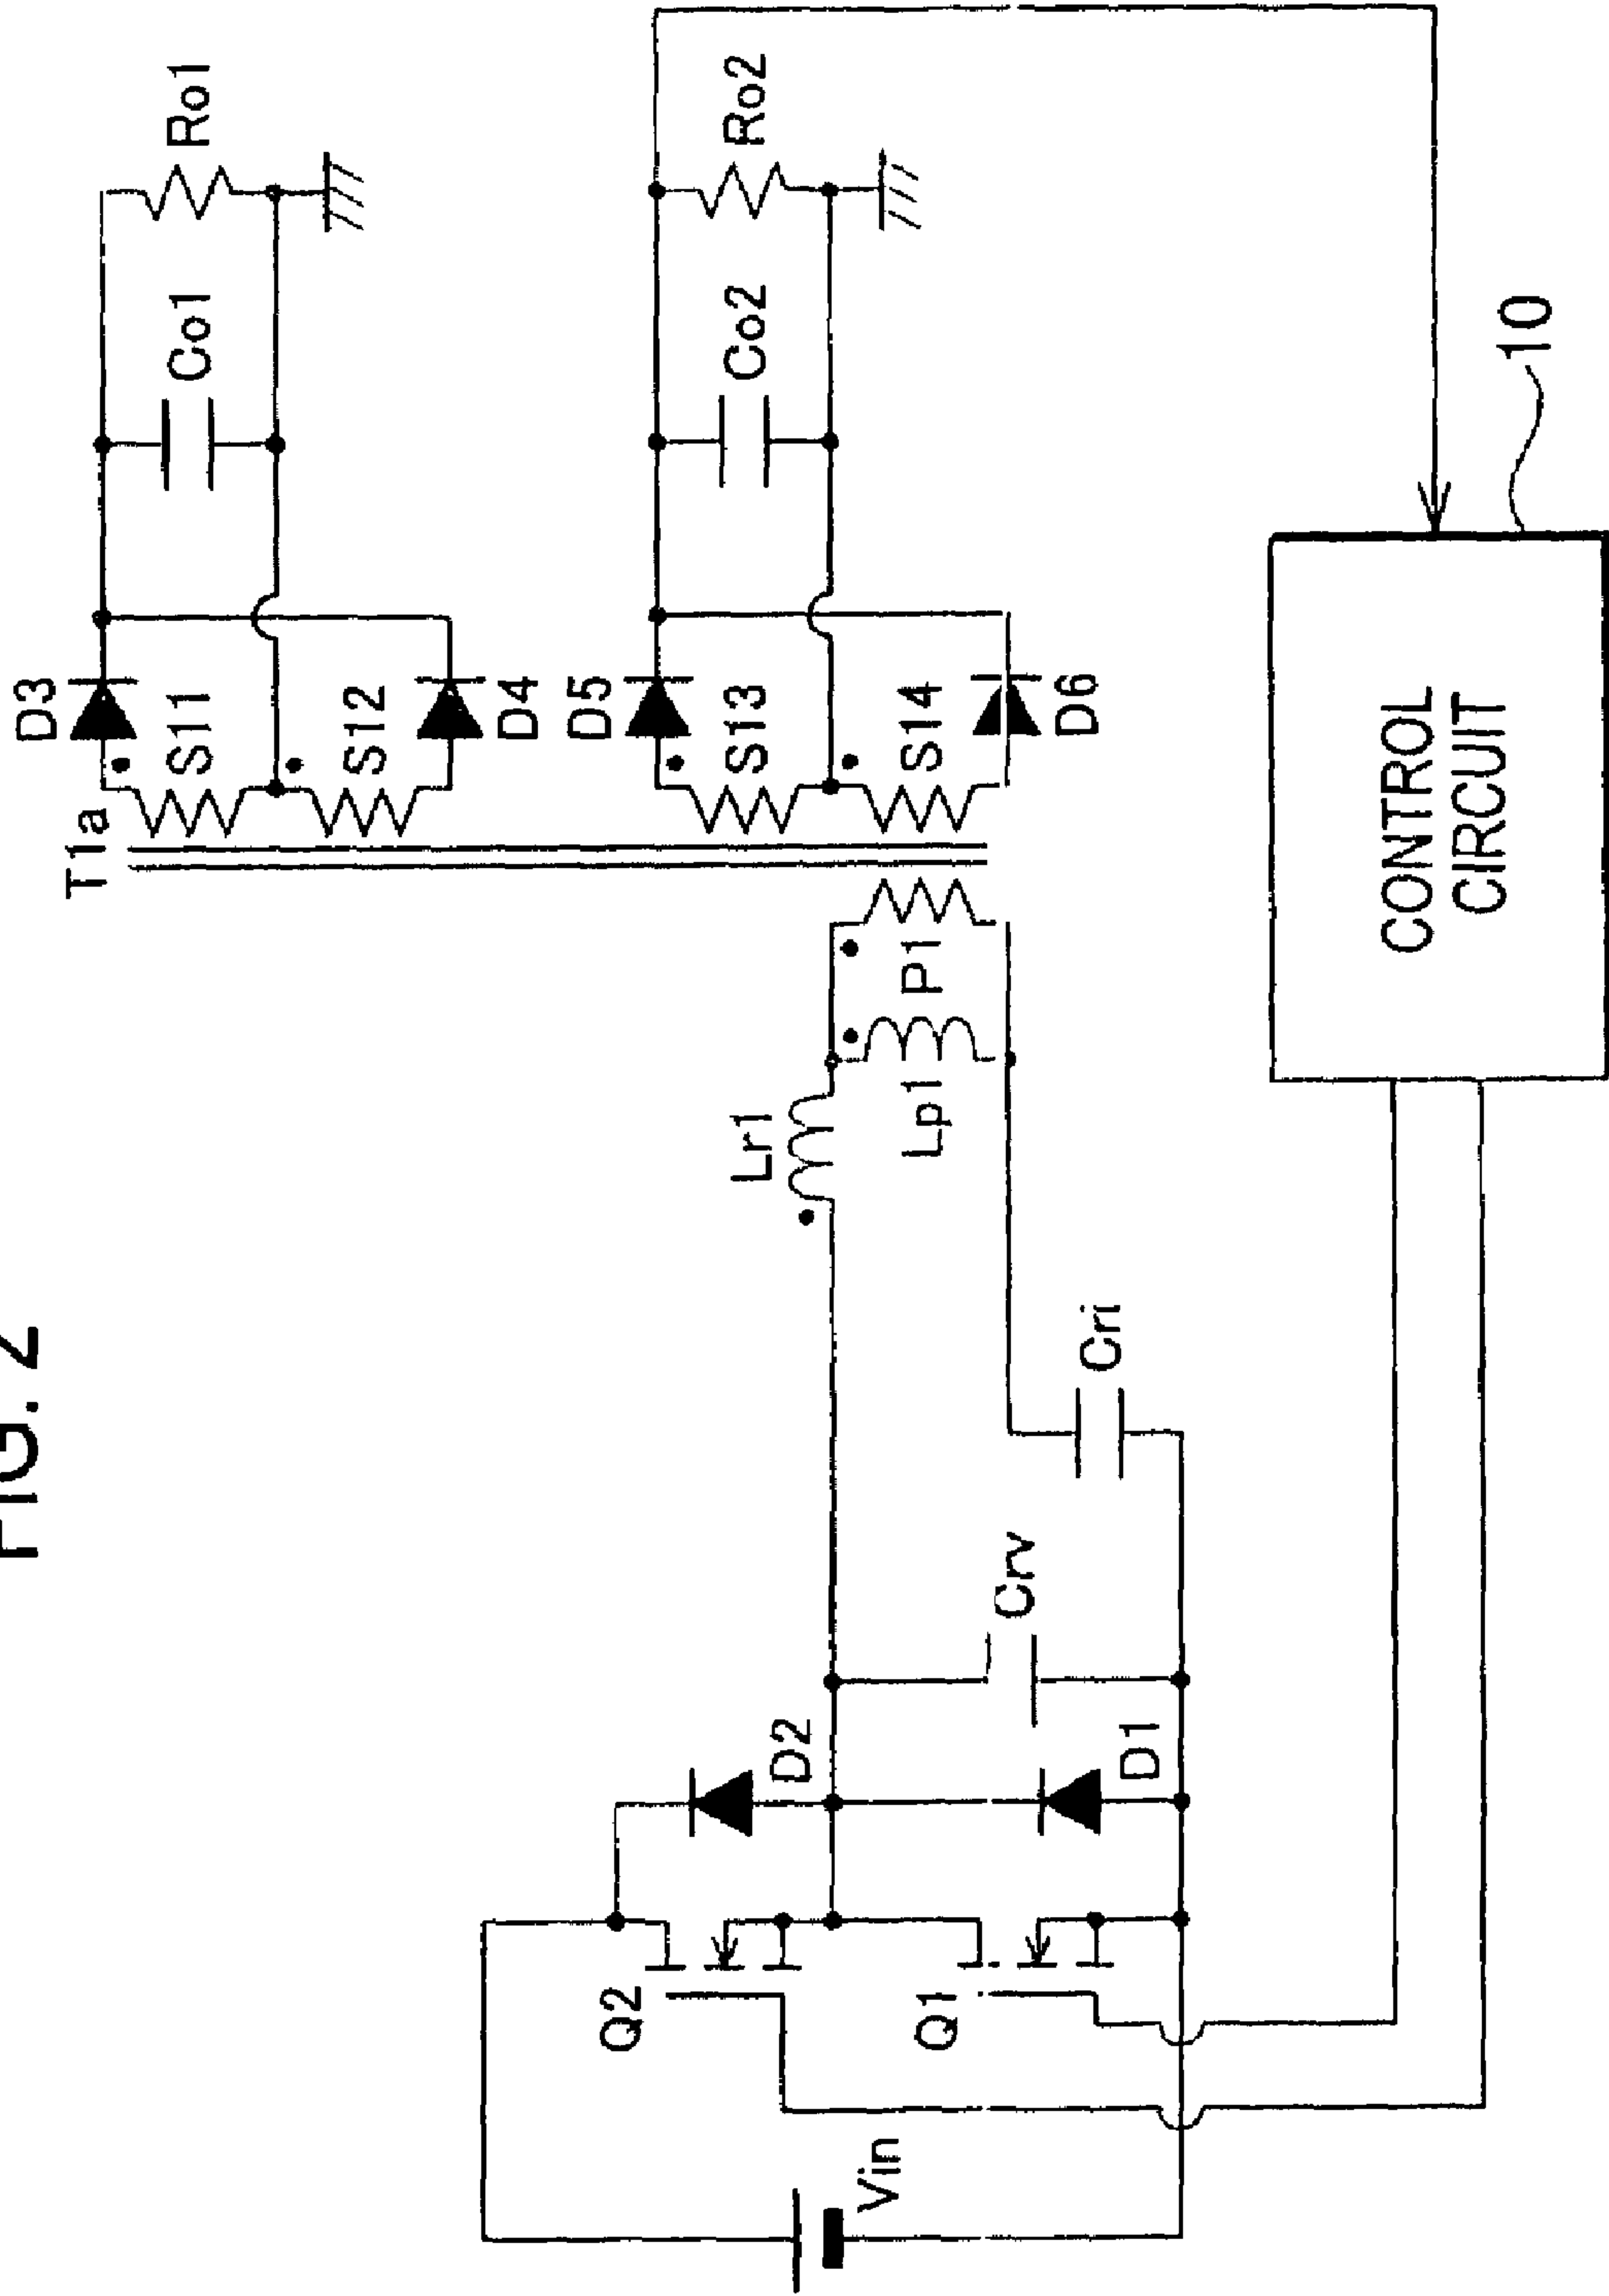 FIG. 2
T1a
D3
S11
S12
D4
Co1
Ro1
D5
S13
S14
D6
Co2
Ro2
Lr1
Lp1
P1
Q2
D2
Q1
D1
Crv
Cri
Vin
CONTROL
CIRCUIT
10